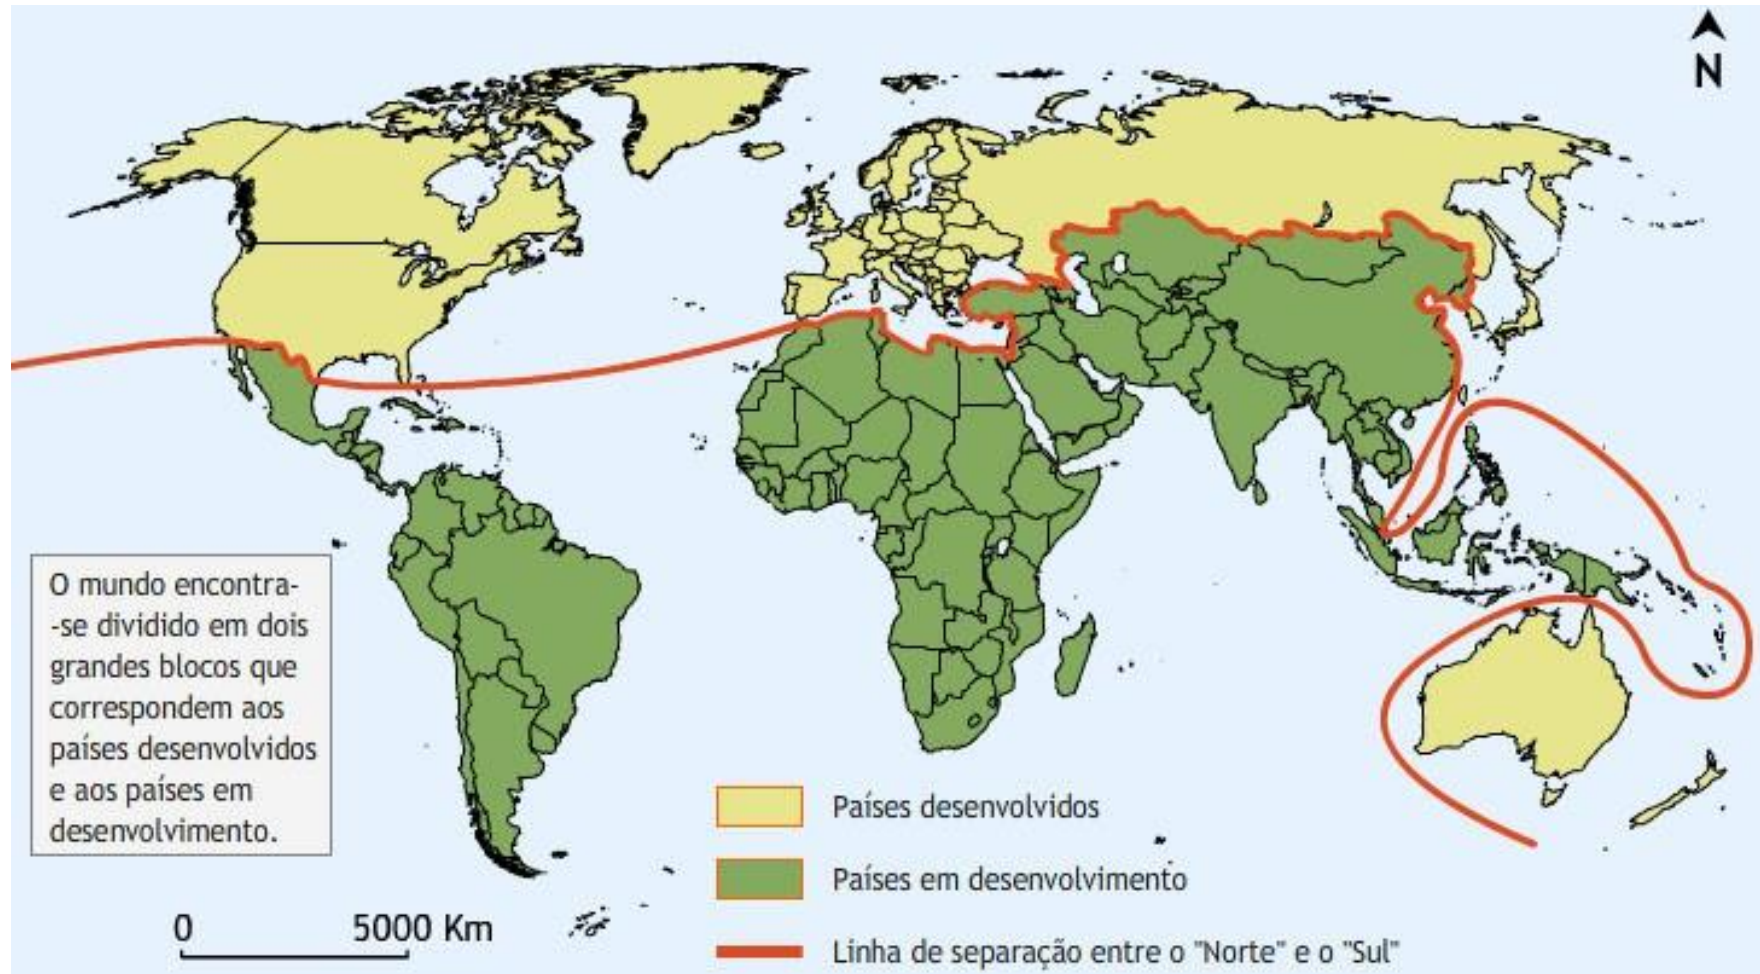 N
O mundo encontra-
-se dividido em dois
grandes blocos que
correspondem aos
países desenvolvidos
e aos países em
desenvolvimento.
Países desenvolvidos
Países em desenvolvimento
Linha de separação entre o "Norte" e o "Sul"
0 5000 Km